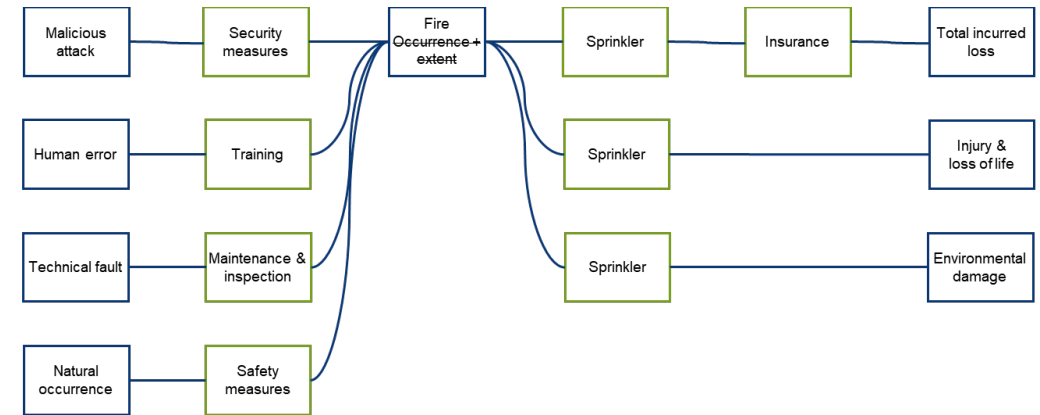 Malicious
attack
Security
measures
Fire
Occurrence +
extent
Sprinkler
Insurance
Total incurred
loss
Human error
Training
Sprinkler
Injury &
loss of life
Technical fault
Maintenance &
inspection
Sprinkler
Environmental
damage
Natural
occurrence
Safety
measures